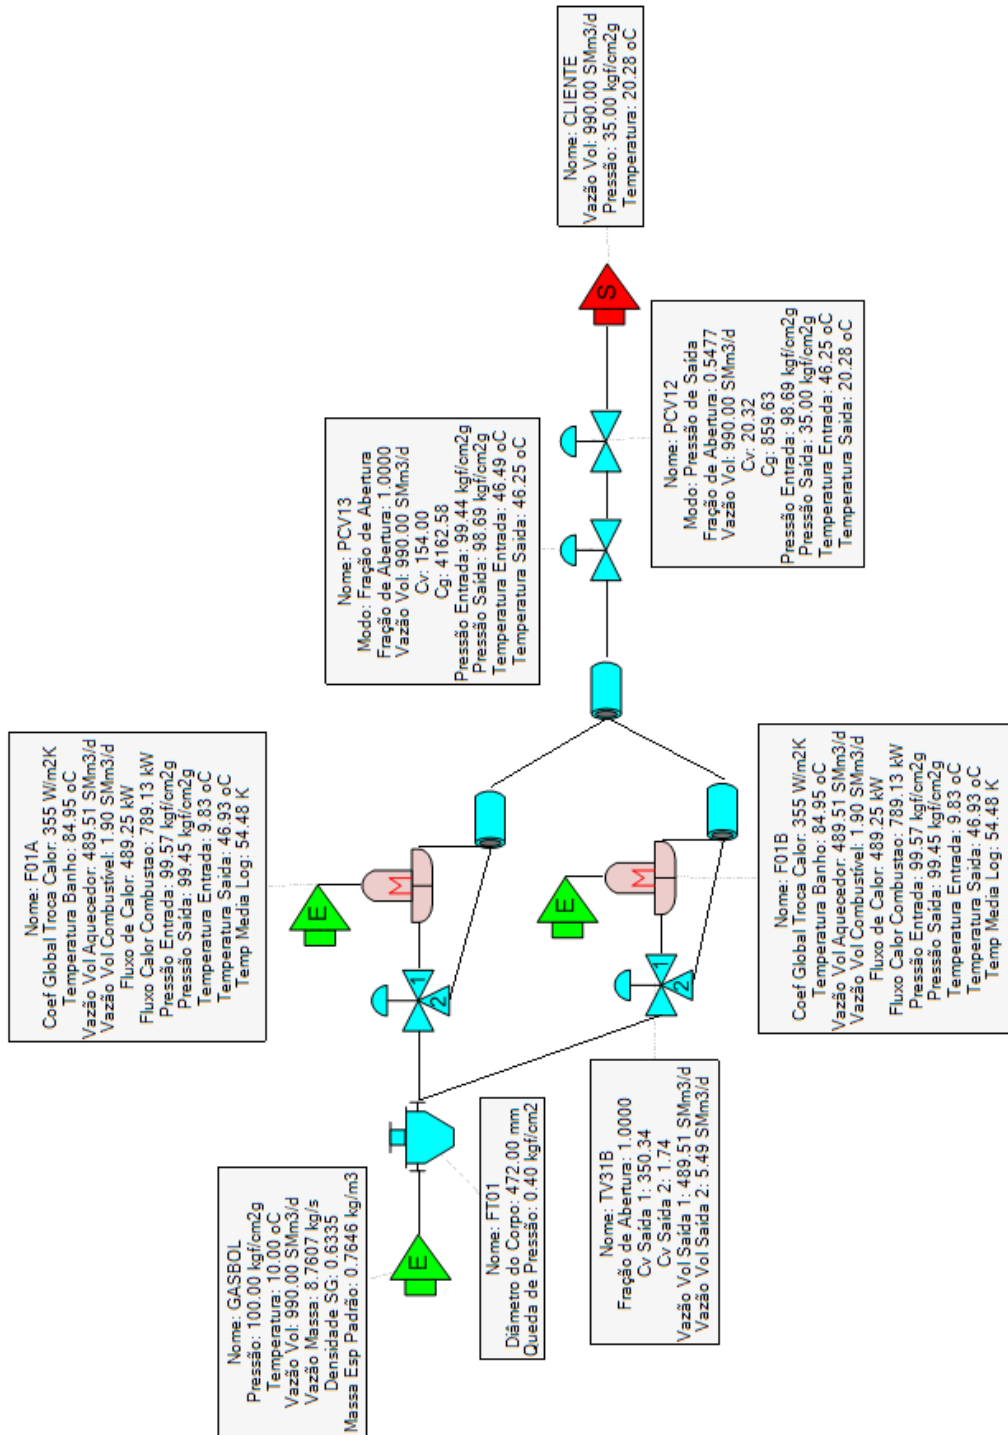 Nome: GASBOL
Pressão: 100.00 kgf/cm2g
Temperatura: 10.00 oC
Vazão Vol: 990.00 SMm3/d
Vazão Massa: 8.7607 kg/s
Densidade SG: 0.6335
Massa Esp Padrão: 0.7646 kg/m3
E
Nome: FT01
Diâmetro do Corpo: 472.00 mm
Queda de Pressão: 0.40 kgf/cm2
Nome: TV31B
Fração de Abertura: 1.0000
Cv Saída 1: 350.34
Cv Saída 2: 1.74
Vazão Vol Saída 1: 489.51 SMm3/d
Vazão Vol Saída 2: 5.49 SMm3/d
1
2
1
2
E
M
E
M
Nome: F01A
Coef Global Troca Calor: 355 W/m2K
Temperatura Banho: 84.95 oC
Vazão Vol Aquecedor: 489.51 SMm3/d
Vazão Vol Combustível: 1.90 SMm3/d
Fluxo de Calor: 489.25 kW
Fluxo Calor Combustao: 789.13 kW
Pressão Entrada: 99.57 kgf/cm2g
Pressão Saída: 99.45 kgf/cm2g
Temperatura Entrada: 9.83 oC
Temperatura Saida: 46.93 oC
Temp Media Log: 54.48 K
Nome: F01B
Coef Global Troca Calor: 355 W/m2K
Temperatura Banho: 84.95 oC
Vazão Vol Aquecedor: 489.51 SMm3/d
Vazão Vol Combustível: 1.90 SMm3/d
Fluxo de Calor: 489.25 kW
Fluxo Calor Combustao: 789.13 kW
Pressão Entrada: 99.57 kgf/cm2g
Pressão Saída: 99.45 kgf/cm2g
Temperatura Entrada: 9.83 oC
Temperatura Saida: 46.93 oC
Temp Media Log: 54.48 K
Nome: PCV13
Modo: Fração de Abertura
Fração de Abertura: 1.0000
Vazão Vol: 990.00 SMm3/d
Cv: 154.00
Cg: 4162.58
Pressão Entrada: 99.44 kgf/cm2g
Pressão Saída: 98.69 kgf/cm2g
Temperatura Entrada: 46.49 oC
Temperatura Saida: 46.25 oC
Nome: PCV12
Modo: Pressão de Saída
Fração de Abertura: 0.5477
Vazão Vol: 990.00 SMm3/d
Cv: 20.32
Cg: 859.63
Pressão Entrada: 98.69 kgf/cm2g
Pressão Saída: 35.00 kgf/cm2g
Temperatura Entrada: 46.25 oC
Temperatura Saida: 20.28 oC
S
Nome: CLIENTE
Vazão Vol: 990.00 SMm3/d
Pressão: 35.00 kgf/cm2g
Temperatura: 20.28 oC